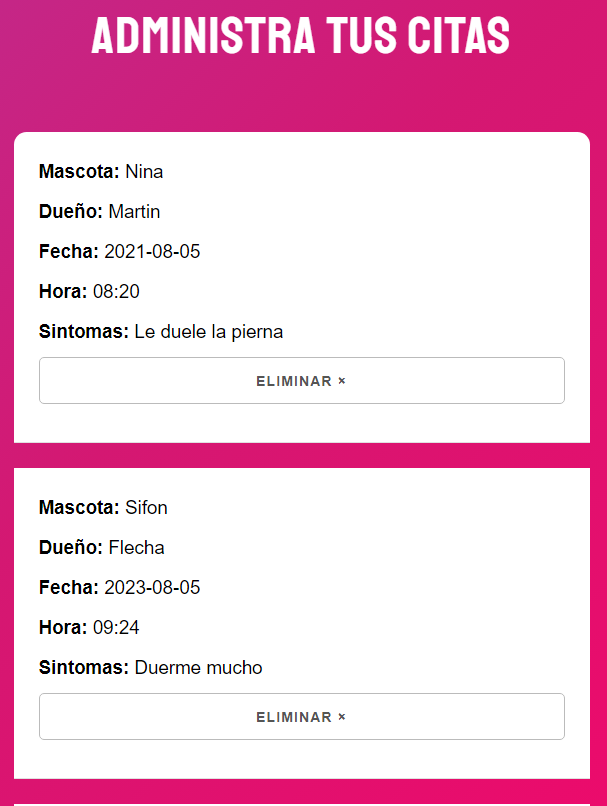 ADMINISTRA TUS CITAS
Mascota: Nina
Dueño: Martin
Fecha: 2021-08-05
Hora: 08:20
Sintomas: Le duele la pierna
ELIMINAR ×
Mascota: Sifon
Dueño: Flecha
Fecha: 2023-08-05
Hora: 09:24
Sintomas: Duerme mucho
ELIMINAR ×